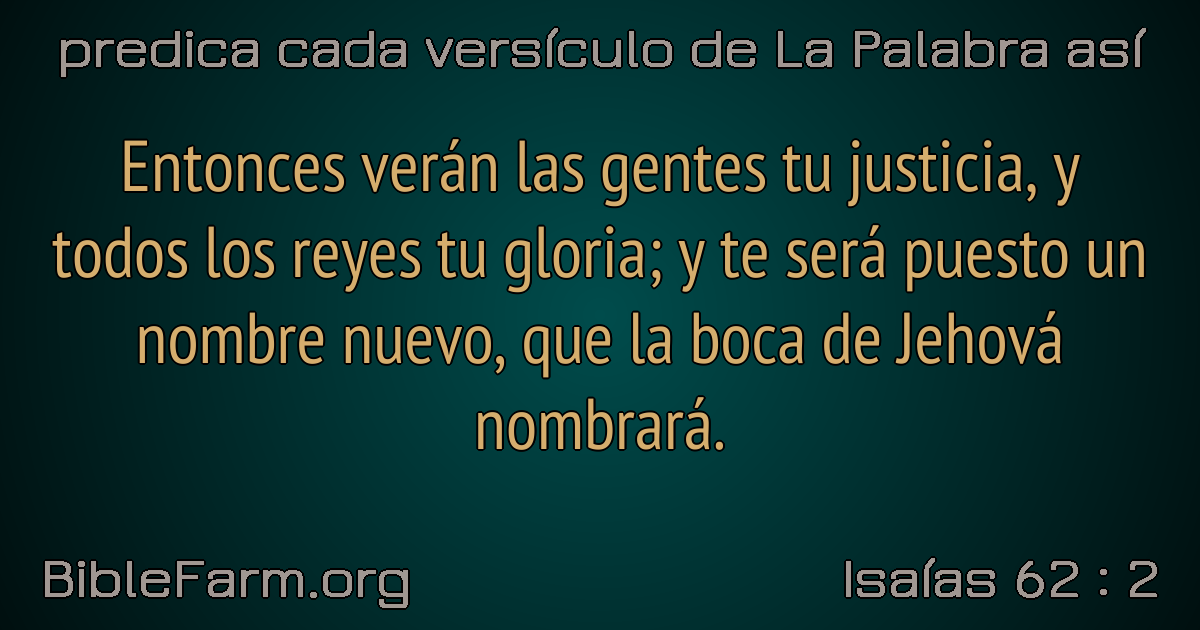 predica cada versículo de La Palabra así
Entonces verán las gentes tu justicia, y
todos los reyes tu gloria; y te será puesto un
nombre nuevo, que la boca de Jehová
nombrará.
BibleFarm.org
Isaías 62 : 2